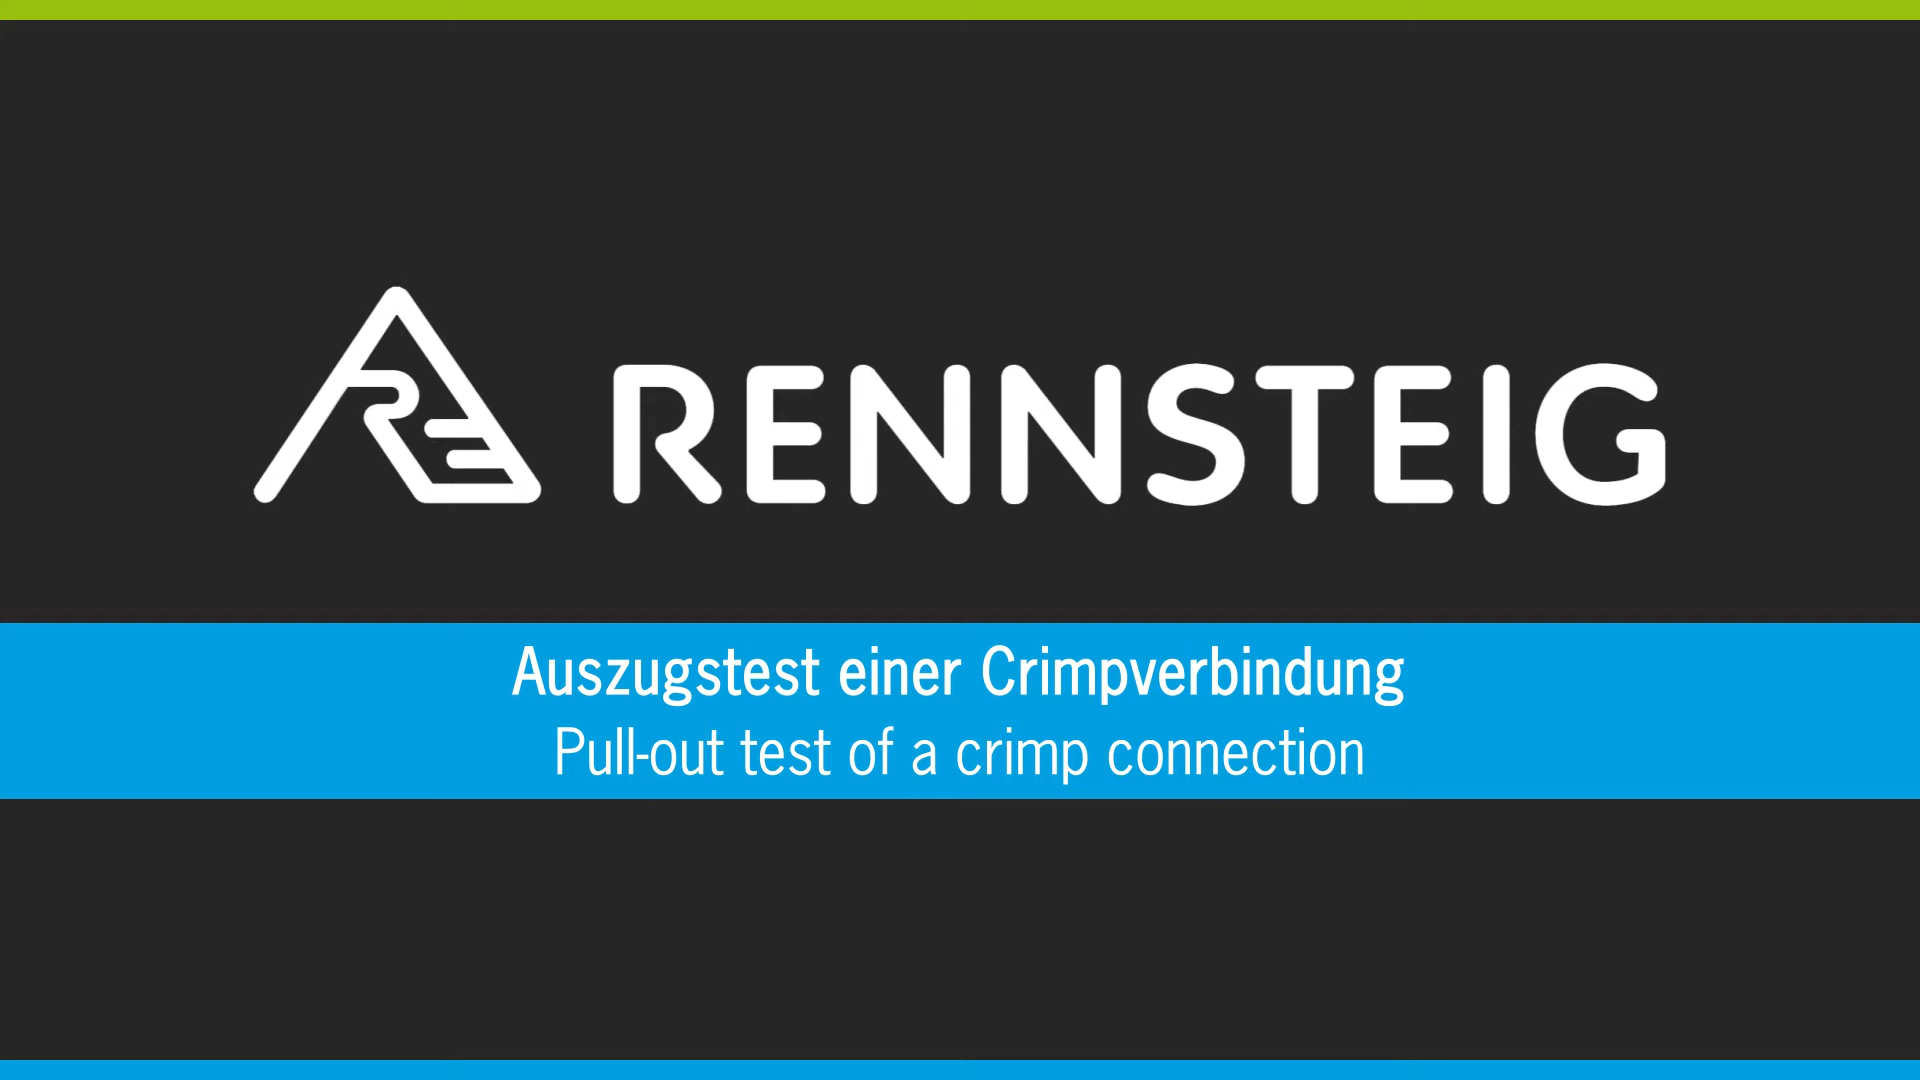 RENNSTEIG
Auszugstest einer Crimpverbindung
Pull-out test of a crimp connection